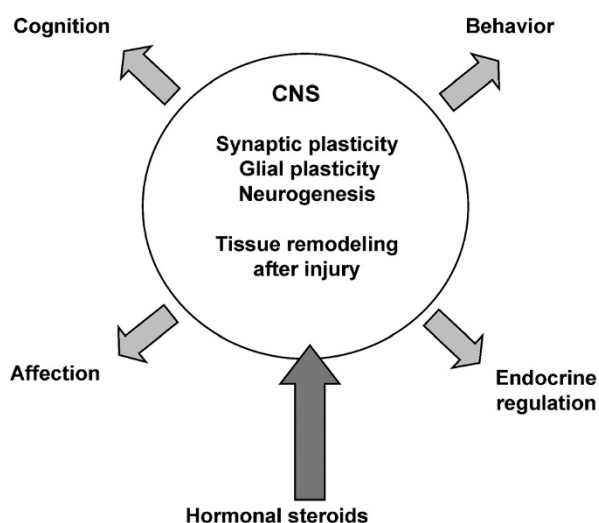 Cognition
Behavior
CNS
Synaptic plasticity
Glial plasticity
Neurogenesis
Tissue remodeling
after injury
Affection
Endocrine
regulation
Hormonal steroids